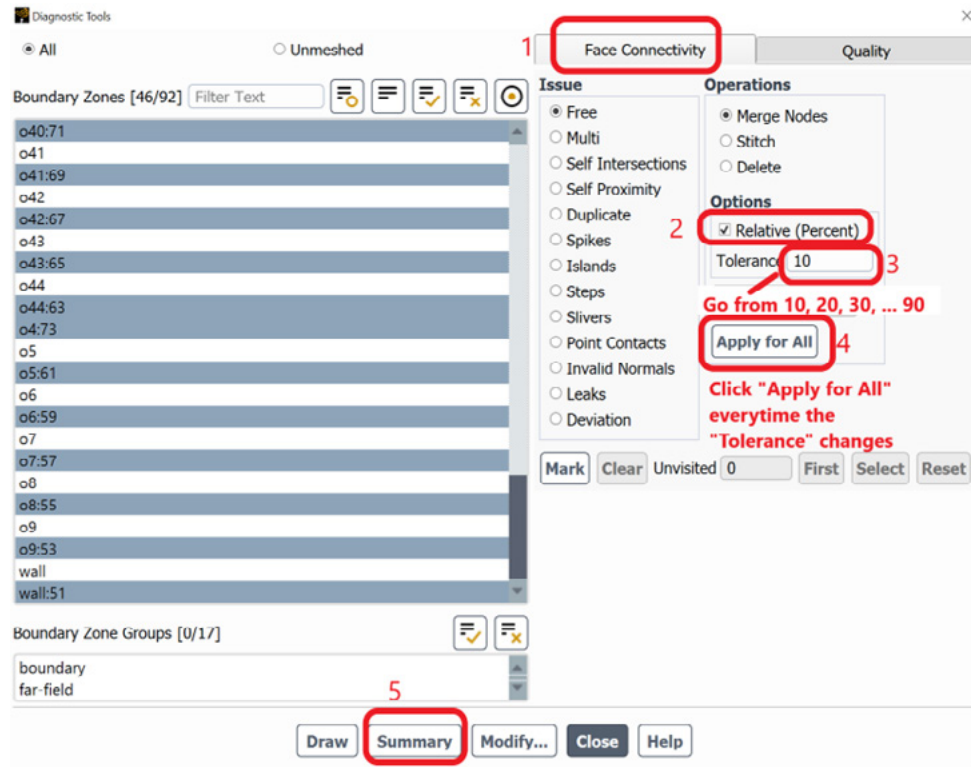 Diagnostic Tools
All
Unmeshed
1
Face Connectivity
Quality
Boundary Zones [46/92]
Filter Text
o40:71
o41
o41:69
o42
o42:67
o43
o43:65
o44
o44:63
o4:73
o5
o5:61
o6
o6:59
o7
o7:57
o8
o8:55
o9
o9:53
wall
wall:51
Boundary Zone Groups [0/17]
boundary
far-field
Issue
Free
Multi
Self Intersections
Self Proximity
Duplicate
Spikes
Islands
Steps
Slivers
Point Contacts
Invalid Normals
Leaks
Deviation
Operations
Merge Nodes
Stitch
Delete
Options
2
Relative (Percent)
Tolerance 10
3
Go from 10, 20, 30, ... 90
Apply for All
4
Click "Apply for All"
everytime the
"Tolerance" changes
Mark Clear Unvisited 0 First Select Reset
5
Draw Summary Modify... Close Help